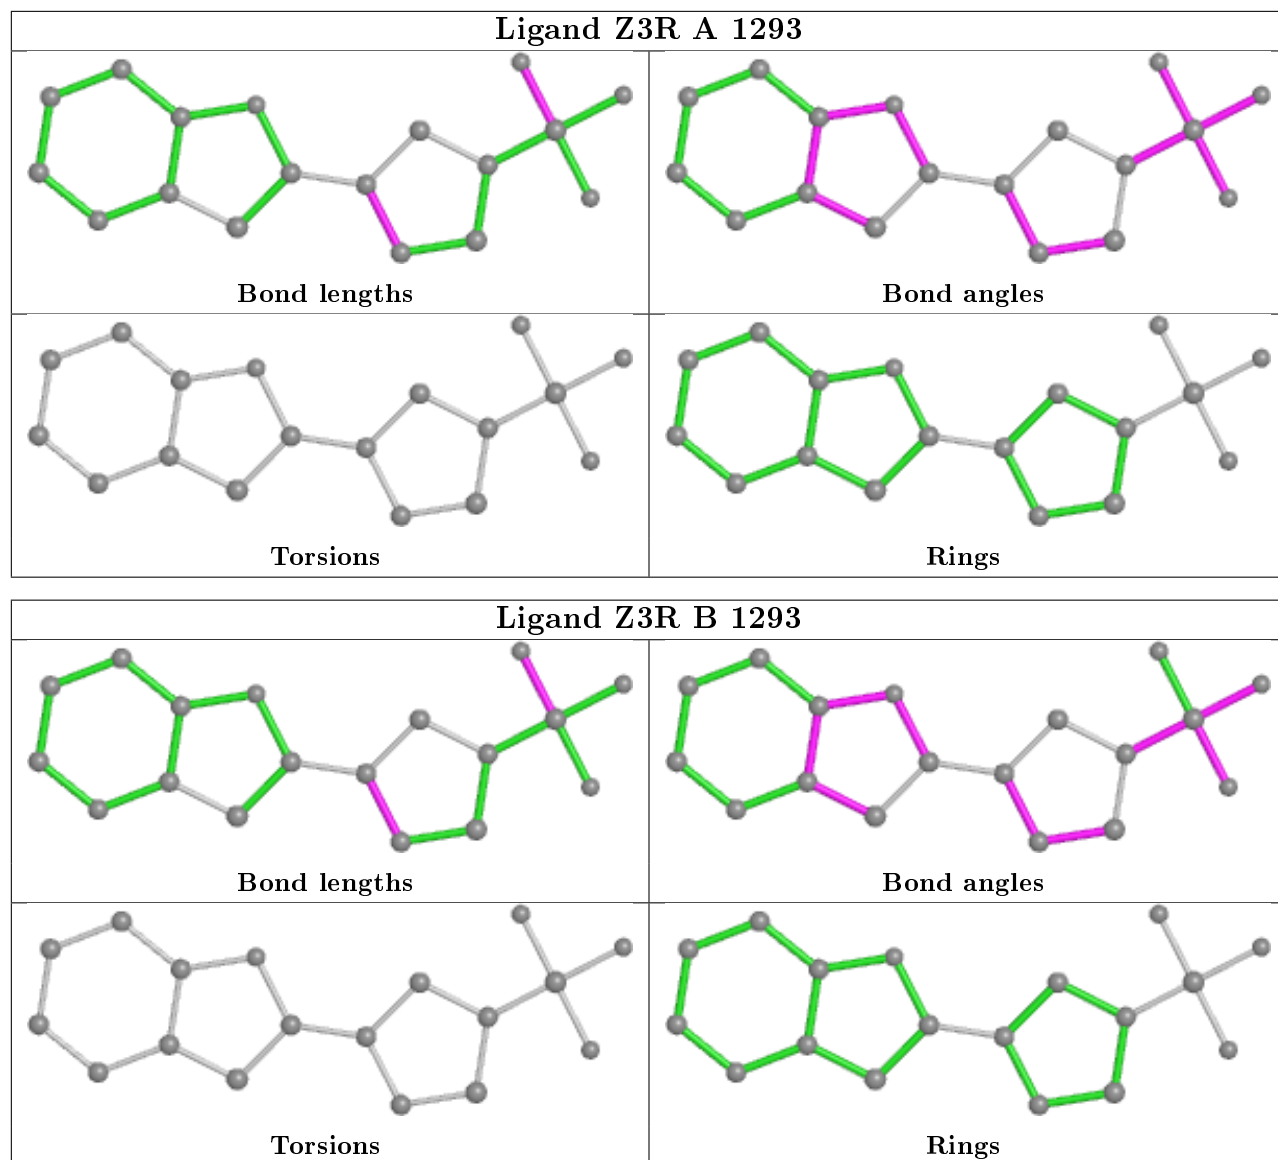 Ligand Z3R A 1293
Bond lengths
Bond angles
Torsions
Rings
Ligand Z3R B 1293
Bond lengths
Bond angles
Torsions
Rings